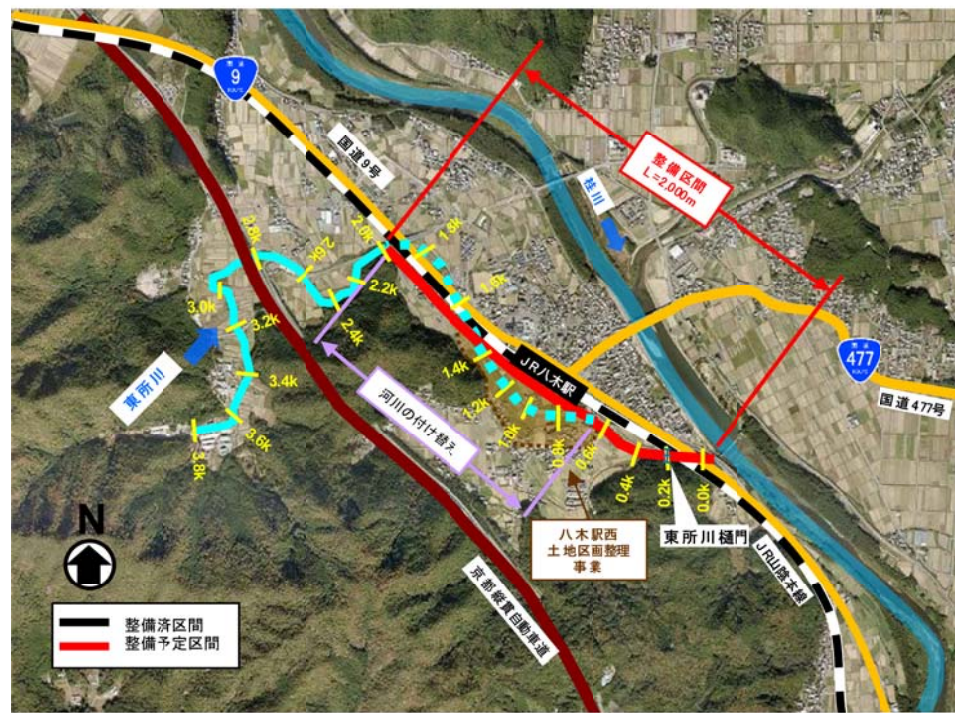 国道
9
ROUTE
国道9号
整備区間
L=2,000m
桂川
2.0k
1.8k
1.6k
2.8k
2.6k
2.2k
2.4k
3.0k
3.2k
3.4k
3.6k
3.8k
東所川
1.4k
1.2k
1.0k
0.8k
0.6k
0.4k
0.2k
0.0k
JR八木駅
477
国道477号
河川の付け替え
八木駅西
土地区画整理
事業
東所川樋門
JR山陰本線
京都縦貫自動車道
N
整備済区間
整備予定区間